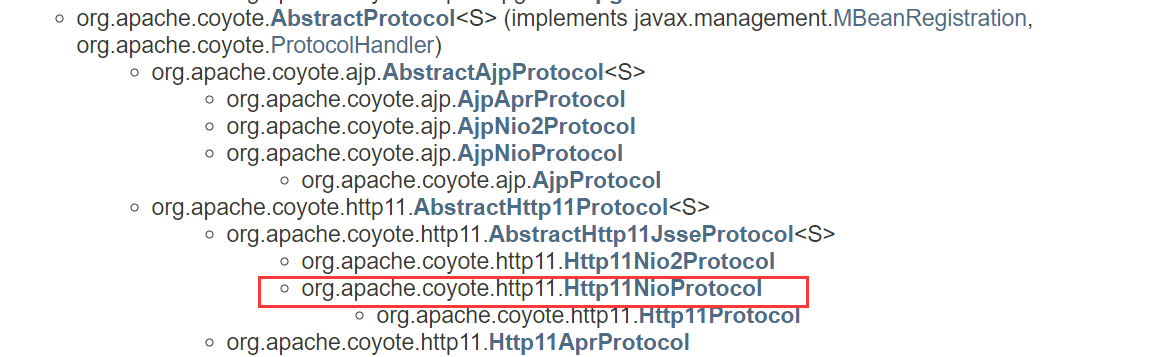 org.apache.coyote.AbstractProtocol<S> (implements javax.management.MBeanRegistration,
org.apache.coyote.ProtocolHandler)
org.apache.coyote.ajp.AbstractAjpProtocol<S>
org.apache.coyote.ajp.AjpAprProtocol
org.apache.coyote.ajp.AjpNio2Protocol
org.apache.coyote.ajp.AjpNioProtocol
org.apache.coyote.ajp.AjpProtocol
org.apache.coyote.http11.AbstractHttp11Protocol<S>
org.apache.coyote.http11.AbstractHttp11JsseProtocol<S>
org.apache.coyote.http11.Http11Nio2Protocol
org.apache.coyote.http11.Http11NioProtocol
org.apache.coyote.http11.Http11Protocol
org.apache.coyote.http11.Http11AprProtocol